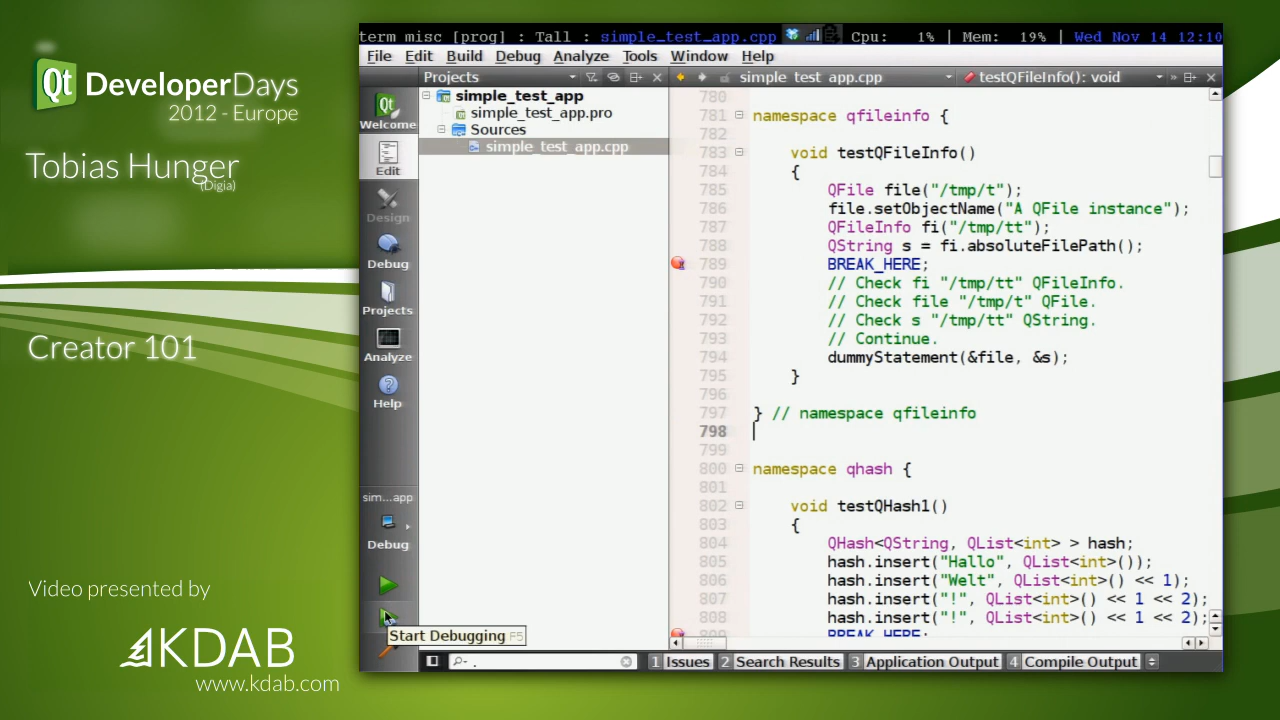 Qt DeveloperDays
2012 - Europe
Tobias Hunger
(Digia)
Creator 101
Video presented by
KDAB
www.kdab.com
term misc [prog] : Tall : simple_test_app.cpp Cpu: 1% | Mem: 19% | Wed Nov 14 12:10
File Edit Build Debug Analyze Tools Window Help
Projects simple_test_app.cpp testQFileInfo(): void
Qt
Welcome
Edit
Design
Debug
Projects
Analyze
Help
sim...app
Debug
Start Debugging F5
simple_test_app
simple_test_app.pro
Sources
simple_test_app.cpp
780
781 namespace qfileinfo {
782
783 void testQFileInfo()
784 {
785 QFile file("/tmp/t");
786 file.setObjectName("A QFile instance");
787 QFileInfo fi("/tmp/tt");
788 QString s = fi.absoluteFilePath();
789 BREAK_HERE;
790 // Check fi "/tmp/tt" QFileInfo.
791 // Check file "/tmp/t" QFile.
792 // Check s "/tmp/tt" QString.
793 // Continue.
794 dummyStatement(&file, &s);
795 }
796
797 } // namespace qfileinfo
798
799
800 namespace qhash {
801
802 void testQHash1()
803 {
804 QHash<QString, QList<int> > hash;
805 hash.insert("Hallo", QList<int>());
806 hash.insert("Welt", QList<int>() << 1);
807 hash.insert("!", QList<int>() << 1 << 2);
808 hash.insert("!", QList<int>() << 1 << 2);
809 BREAK_HERE;
. 1 Issues 2 Search Results 3 Application Output 4 Compile Output